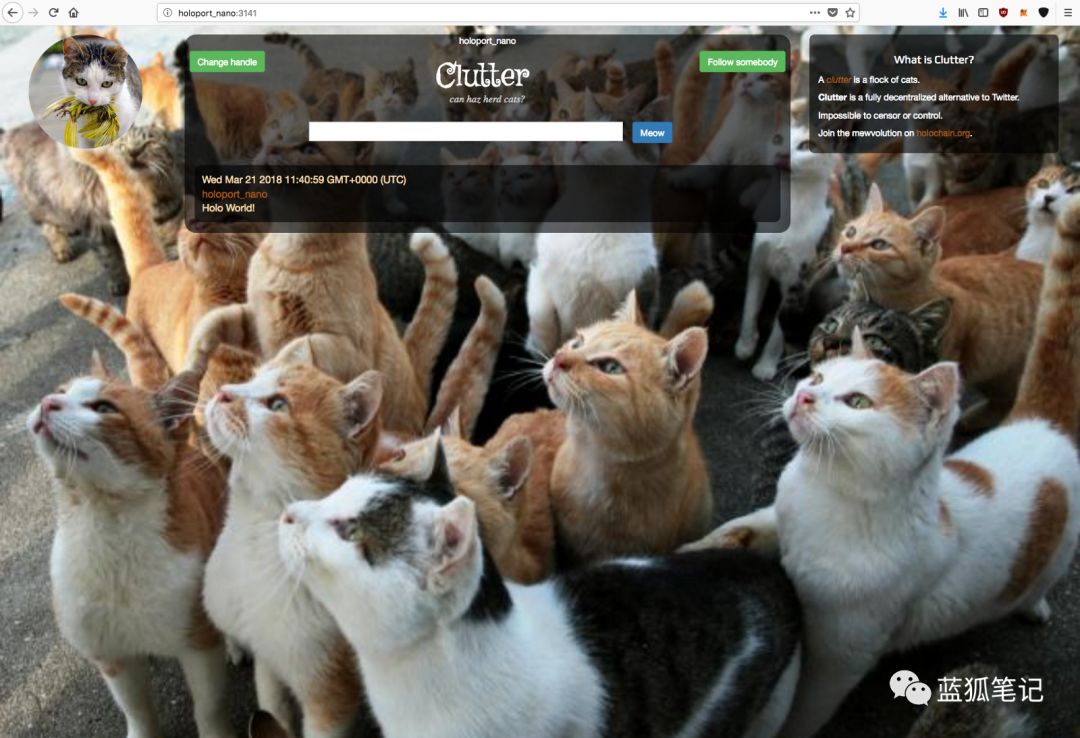 holoport_nano:3141
holoport_nano
Change handle
Clutter
Follow somebody
can haz herd cats?
Meow
Wed Mar 21 2018 11:40:59 GMT+0000 (UTC)
holoport_nano
Holo World!
What is Clutter?
A clutter is a flock of cats.
Clutter is a fully decentralized alternative to Twitter.
Impossible to censor or control.
Join the mewvolution on holochain.org.
蓝狐笔记